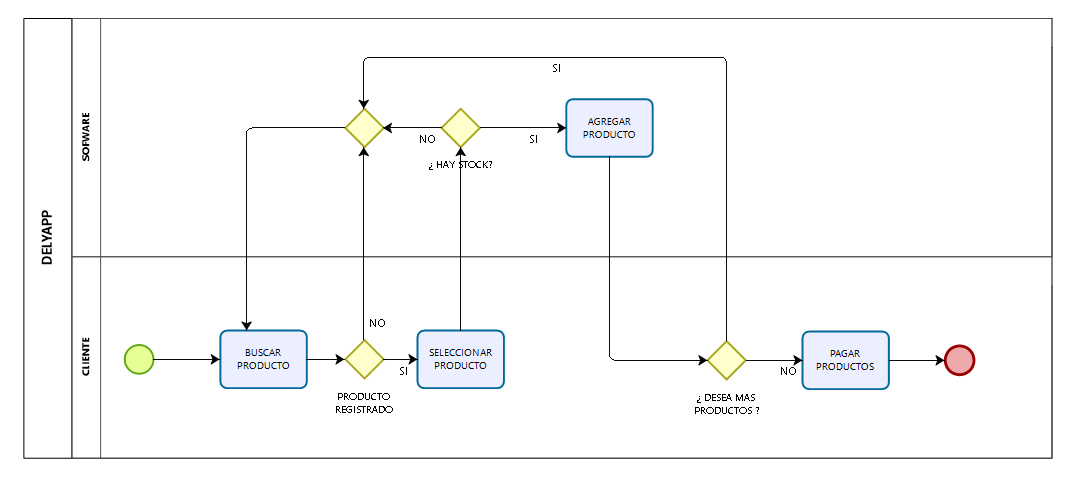 DELYAPP
SOFWARE
SI
AGREGAR
PRODUCTO
NO
SI
¿ HAY STOCK?
CLIENTE
NO
BUSCAR
PRODUCTO
SELECCIONAR
PRODUCTO
SI
PRODUCTO
REGISTRADO
PAGAR
PRODUCTOS
NO
¿ DESEA MAS
PRODUCTOS ?